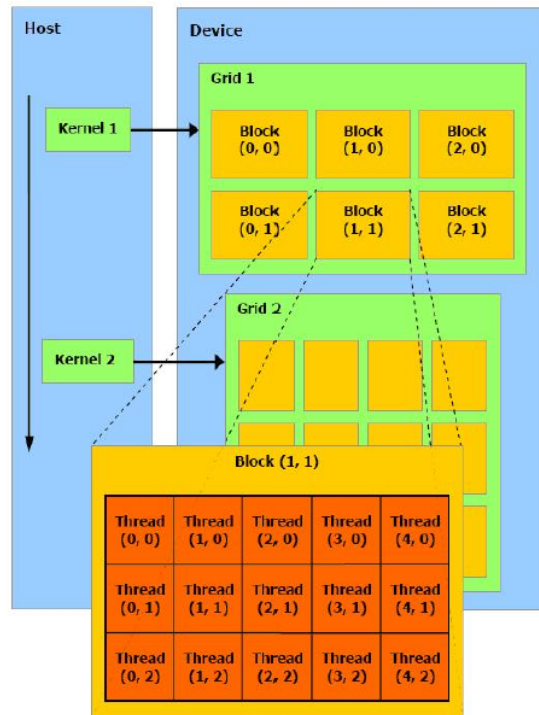 Host
Device
Grid 1
Kernel 1
Block
(0, 0)
Block
(1, 0)
Block
(2, 0)
Block
(0, 1)
Block
(1, 1)
Block
(2, 1)
Grid 2
Kernel 2
Block (1, 1)
Thread
(0, 0)
Thread
(1, 0)
Thread
(2, 0)
Thread
(3, 0)
Thread
(4, 0)
Thread
(0, 1)
Thread
(1, 1)
Thread
(2, 1)
Thread
(3, 1)
Thread
(4, 1)
Thread
(0, 2)
Thread
(1, 2)
Thread
(2, 2)
Thread
(3, 2)
Thread
(4, 2)